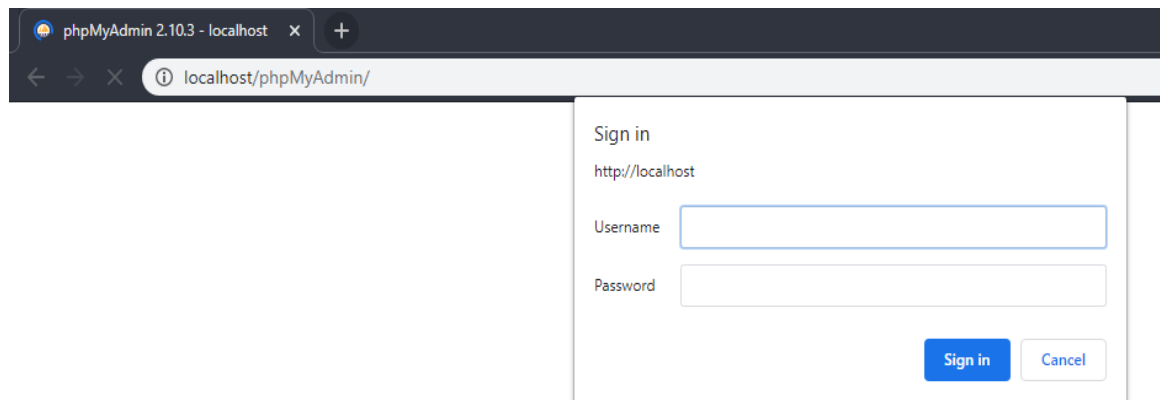 phpMyAdmin 2.10.3 - localhost
localhost/phpMyAdmin/
Sign in
http://localhost
Username
Password
Sign in Cancel